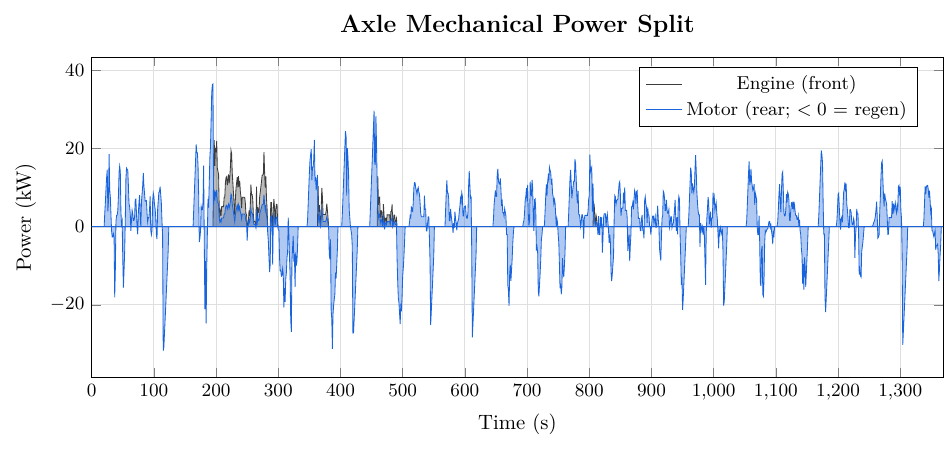 Axle Mechanical Power Split
Engine (front)
Motor (rear; < 0 = regen)
Power (kW)
40
20
0
−20
0 100 200 300 400 500 600 700 800 900 1,000 1,100 1,200 1,300
Time (s)